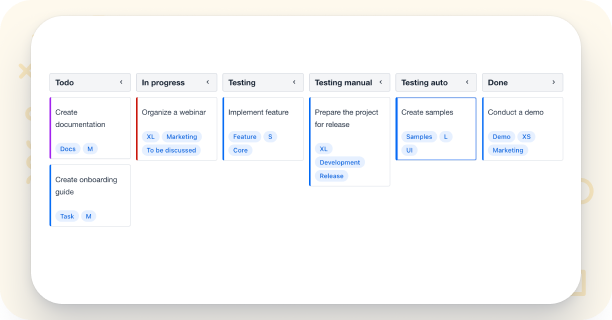 Todo
In progress
Testing
Testing manual
Testing auto
Done
Create
documentation
Docs M
Create onboarding
guide
Task M
Organize a webinar
XL Marketing
To be discussed
Implement feature
Feature S
Core
Prepare the project
for release
XL
Development
Release
Create samples
Samples L
UI
Conduct a demo
Demo XS
Marketing